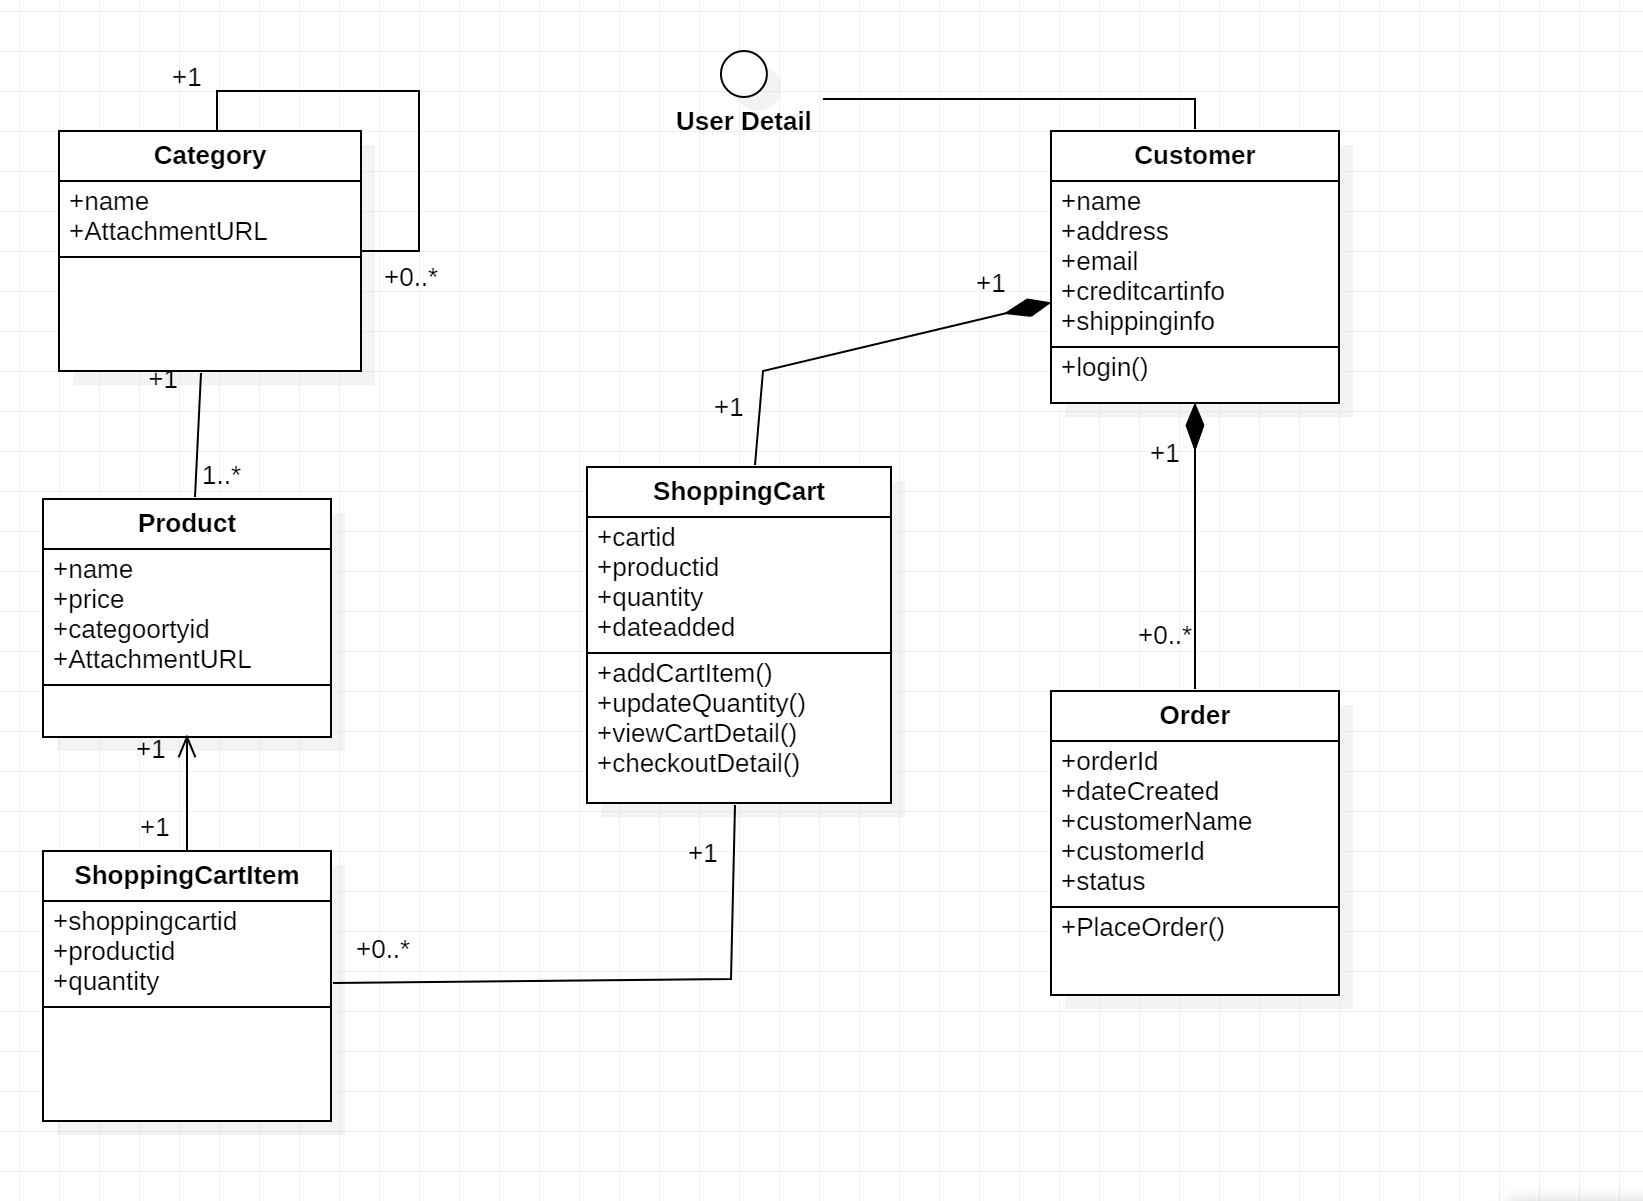 +1
Category
+name
+AttachmentURL
+0..*
+1
User Detail
Customer
+name
+address
+email
+creditcartinfo
+shippinginfo
+login()
+1
+1
+1
+0..*
1..*
Product
+name
+price
+categoortyid
+AttachmentURL
+1
+1
ShoppingCart
+cartid
+productid
+quantity
+dateadded
+addCartItem()
+updateQuantity()
+viewCartDetail()
+checkoutDetail()
+1
+0..*
Order
+orderId
+dateCreated
+customerName
+customerId
+status
+PlaceOrder()
ShoppingCartItem
+shoppingcartid
+productid
+quantity